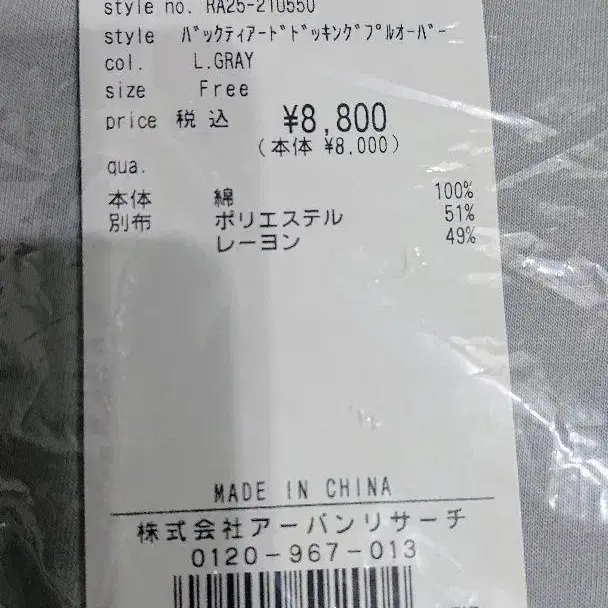 style no. RA25-210550
style ﾊﾞｯｸﾃｨｱｰﾄﾞﾄﾞｯｷﾝｸﾞﾌﾟﾙｵｰﾊﾞｰ
col. L.GRAY
size Free
price 税込 ¥8,800
(本体 ¥8,000)
qua.
本体 綿 100%
別布 ポリエステル 51%
レーヨン 49%
MADE IN CHINA
株式会社アーバンリサーチ
0120-967-013